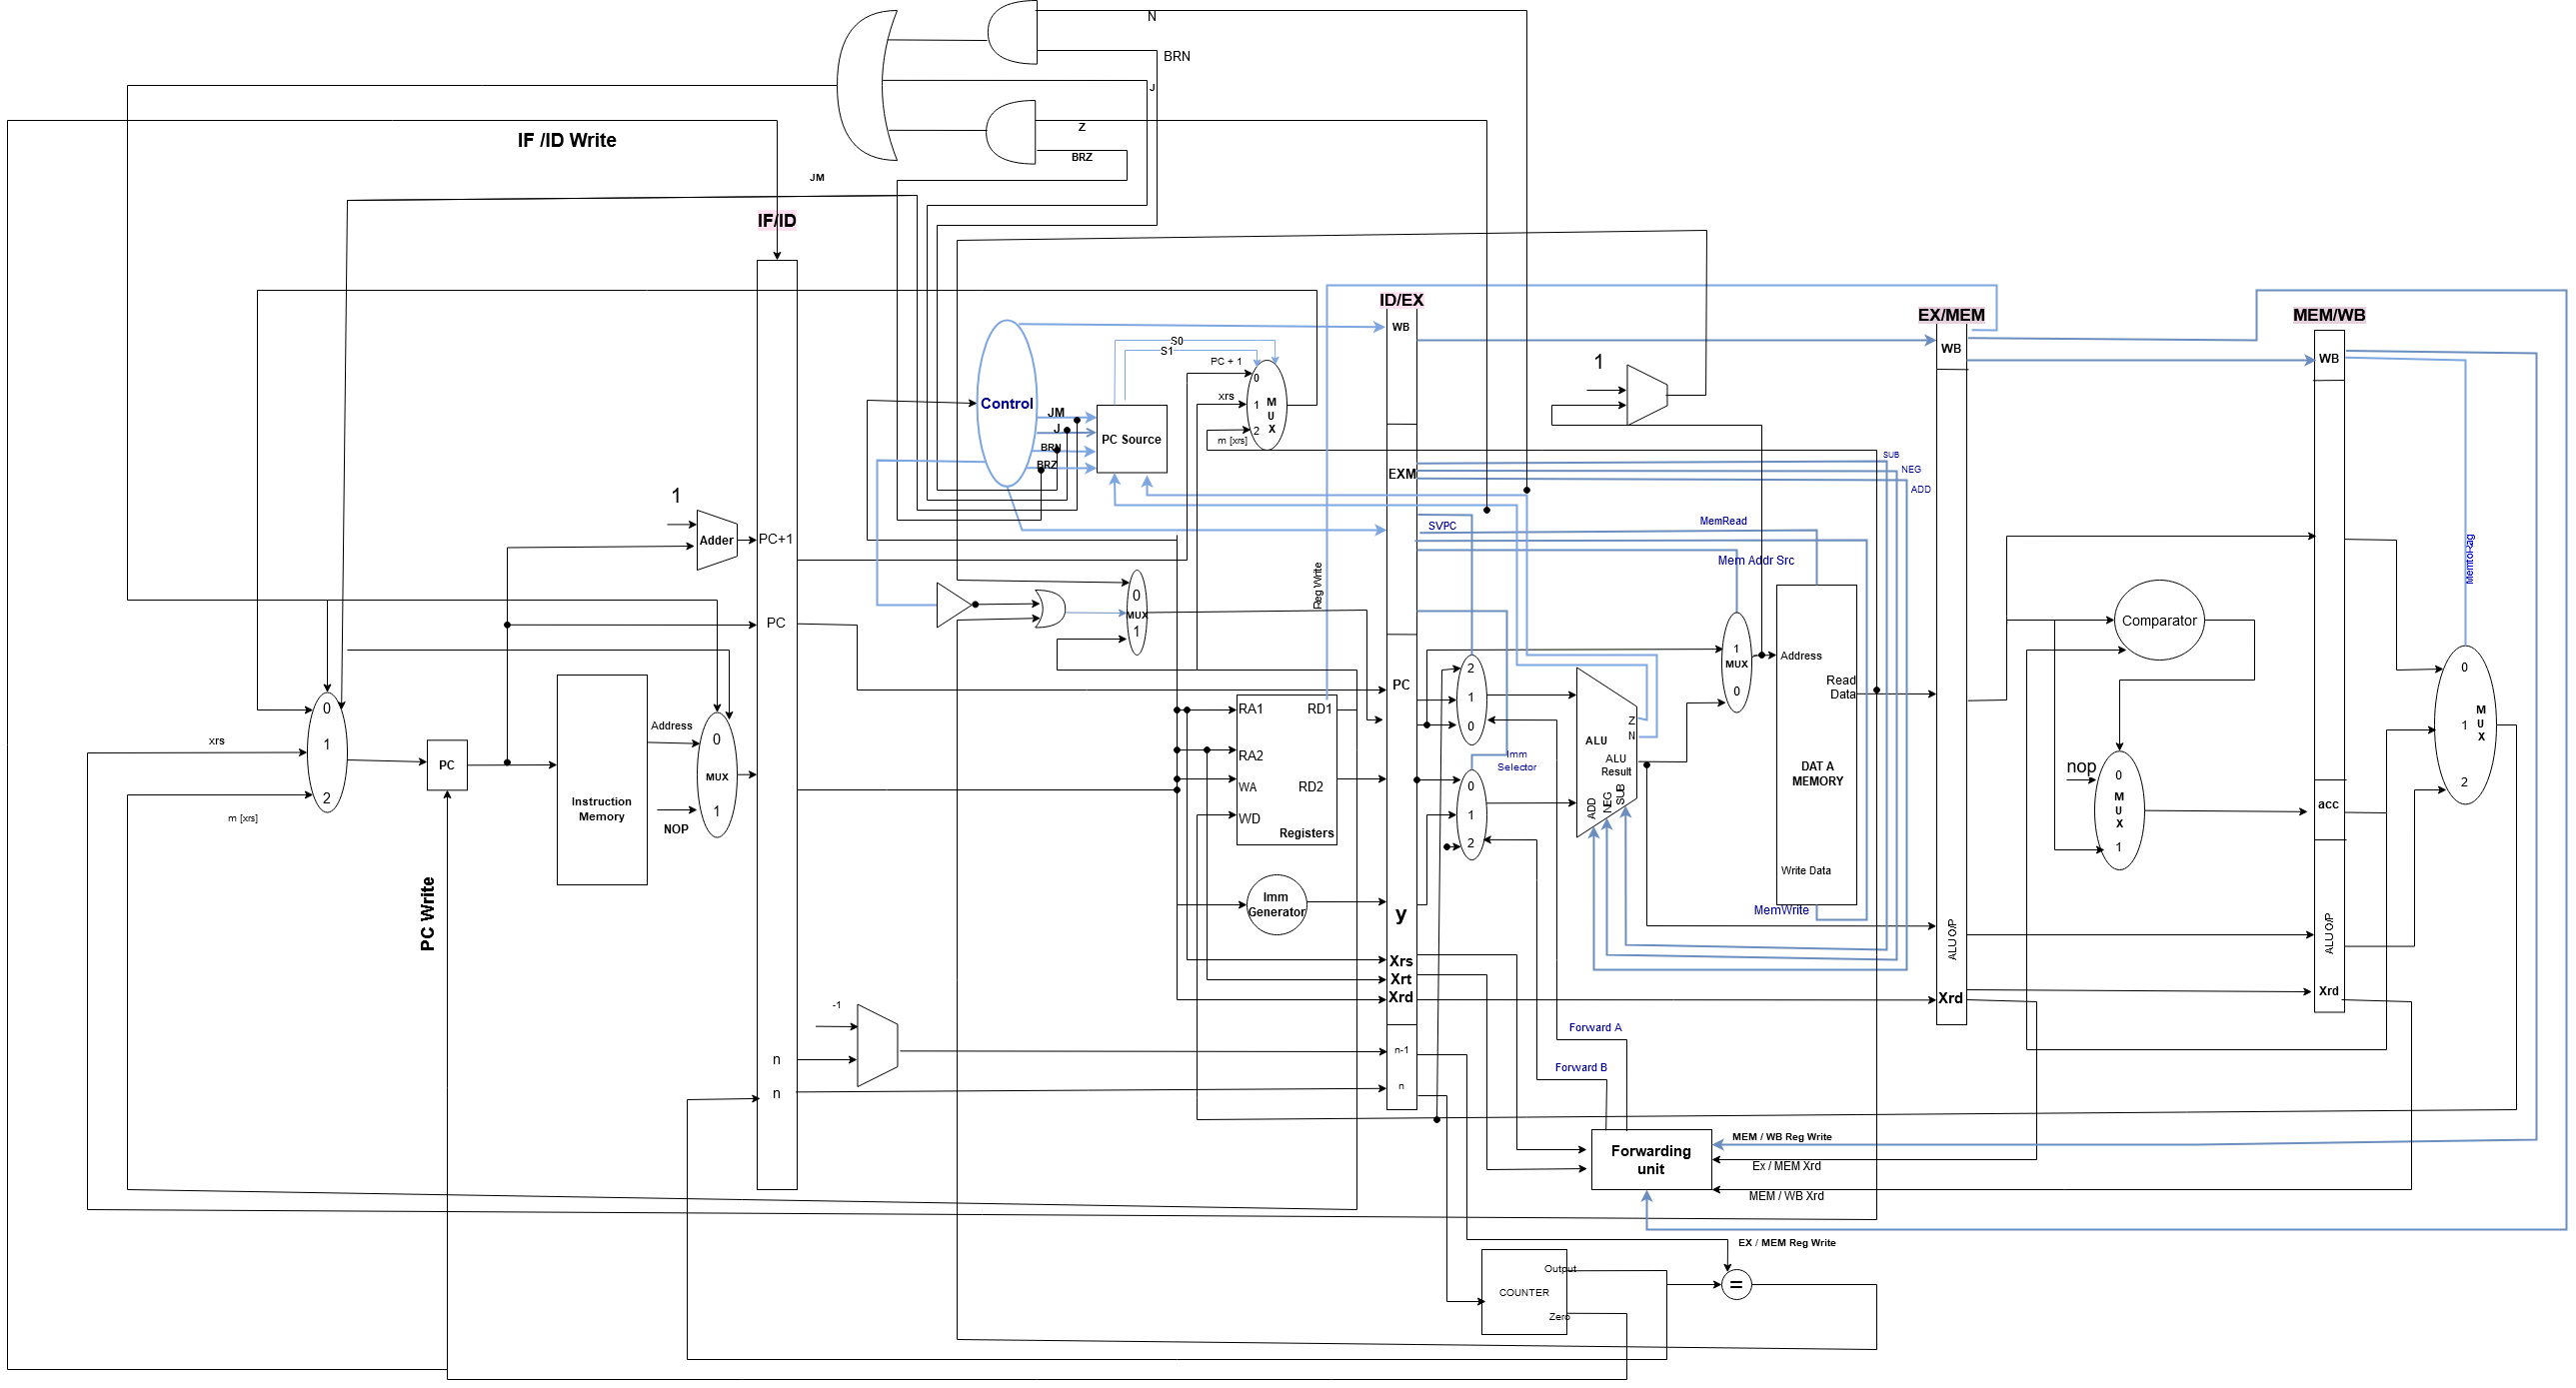 N
BRN
J
Z
BRZ
IF /ID Write
JM
IF/ID
ID/EX
EX/MEM
MEM/WB
WB
WB
WB
Control
S0
S1
PC + 1
xrs
m [xrs]
0
1
2
M
U
X
JM
J
BRN
BRZ
PC Source
1
1
Adder
PC+1
PC
EXM
SUB
NEG
ADD
SVPC
MemRead
Mem Addr Src
Reg Write
MemtoRag
0
MUX
1
Comparator
0
1
2
xrs
m [xrs]
PC
PC Write
Instruction
Memory
Address
NOP
0
MUX
1
RA1
RA2
WA
WD
RD1
RD2
Registers
Imm
Generator
PC
y
Xrs
Xrt
Xrd
n-1
n
2
1
0
Imm
Selector
0
1
2
Z
N
ALU
ALU
Result
ADD
NEG
SUB
1
MUX
0
Address
Read
Data
DAT A
MEMORY
Write Data
MemWrite
ALU O/P
Xrd
nop
0
M
U
X
1
acc
ALU O/P
Xrd
0
1
2
M
U
X
-1
n
n
Forward A
Forward B
Forwarding
unit
MEM / WB Reg Write
Ex / MEM Xrd
MEM / WB Xrd
EX / MEM Reg Write
Output
COUNTER
Zero
=